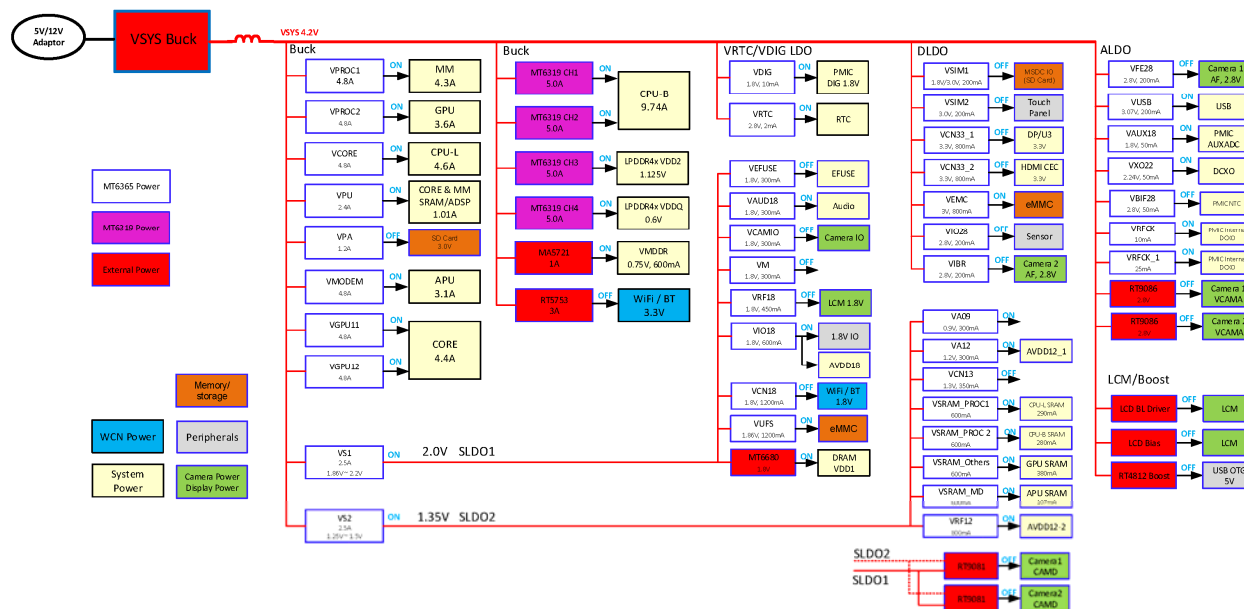 5V/12V
Adaptor
VSYS Buck
VSYS 4.2V
Buck
VPROC1
4.8A
ON
MM
4.3A
VPROC2
4.8A
ON
GPU
3.6A
VCORE
4.8A
ON
CPU-L
4.6A
VPU
2.4A
ON
CORE & MM
SRAM/ADSP
1.01A
VPA
1.2A
OFF
SD Card
3.0V
VMODEM
4.8A
ON
APU
3.1A
VGPU11
4.8A
ON
VGPU12
4.8A
ON
CORE
4.4A
VS1
2.5A
1.86V~ 2.2V
ON
2.0V SLDO1
VS2
2.5A
1.25V~ 1.5V
ON
1.35V SLDO2
Buck
MT6319 CH1
5.0A
ON
MT6319 CH2
5.0A
ON
CPU-B
9.74A
MT6319 CH3
5.0A
ON
LPDDR4x VDD2
1.125V
MT6319 CH4
5.0A
ON
LPDDR4x VDDQ
0.6V
MA5721
1A
ON
VMDDR
0.75V, 600mA
RT5753
3A
OFF
WiFi / BT
3.3V
VRTC/VDIG LDO
VDIG
1.8V, 10mA
ON
PMIC
DIG 1.8V
VRTC
2.8V, 2mA
ON
RTC
VEFUSE
1.8V, 300mA
OFF
EFUSE
VAUD18
1.8V, 300mA
ON
Audio
VCAMIO
1.8V, 300mA
OFF
Camera IO
VM
1.8V, 300mA
OFF
VRF18
1.8V, 450mA
OFF
LCM 1.8V
VIO18
1.8V, 600mA
ON
1.8V IO
AVDD18
VCN18
1.8V, 1200mA
OFF
WiFi / BT
1.8V
VUFS
1.86V, 1200mA
ON
eMMC
MT6680
ON
DRAM
VDD1
DLDO
VSIM1
1.8V/3.0V, 200mA
OFF
MSDC IO
(SD Card)
VSIM2
3.0V, 200mA
OFF
Touch
Panel
VCN33_1
3.3V, 800mA
OFF
DP/U3
3.3V
VCN33_2
3.3V, 800mA
OFF
HDMI CEC
3.3V
VEMC
3V, 800mA
ON
eMMC
VIO28
2.8V, 200mA
OFF
Sensor
VIBR
2.8V, 200mA
OFF
Camera 2
AF, 2.8V
VA09
0.9V, 300mA
ON
VA12
1.2V, 300mA
ON
AVDD12_1
VCN13
1.3V, 350mA
OFF
VSRAM_PROC1
600mA
ON
CPU-L SRAM
290mA
VSRAM_PROC 2
600mA
ON
CPU-B SRAM
280mA
VSRAM_Others
600mA
ON
GPU SRAM
380mA
VSRAM_MD
ON
APU SRAM
VRF12
800mA
ON
AVDD12-2
SLDO2
SLDO1
RT9081
OFF
Camera1
CAMD
RT9081
OFF
Camera2
CAMD
ALDO
VFE28
2.8V, 200mA
OFF
Camera 1
AF, 2.8V
VUSB
3.07V, 200mA
ON
USB
VAUX18
1.8V, 50mA
ON
PMIC
AUXADC
VXO22
2.24V, 50mA
ON
DCXO
VBIF28
2.8V, 50mA
OFF
PMIC NTC
VRFCK
10mA
OFF
PMIC Interna
VRFCK_1
25mA
ON
PMIC Interna
RT9086
2.8V
OFF
Camera 1
VCAMA
RT9086
2.8V
OFF
Camera 2
VCAMA
LCM/Boost
LCD BL Driver
OFF
LCM
LCD Bias
OFF
LCM
RT4812 Boost
OFF
USB OTG
5V
MT6365 Power
MT6319 Power
External Power
Memory/
storage
WCN Power
Peripherals
System
Power
Camera Power
Display Power